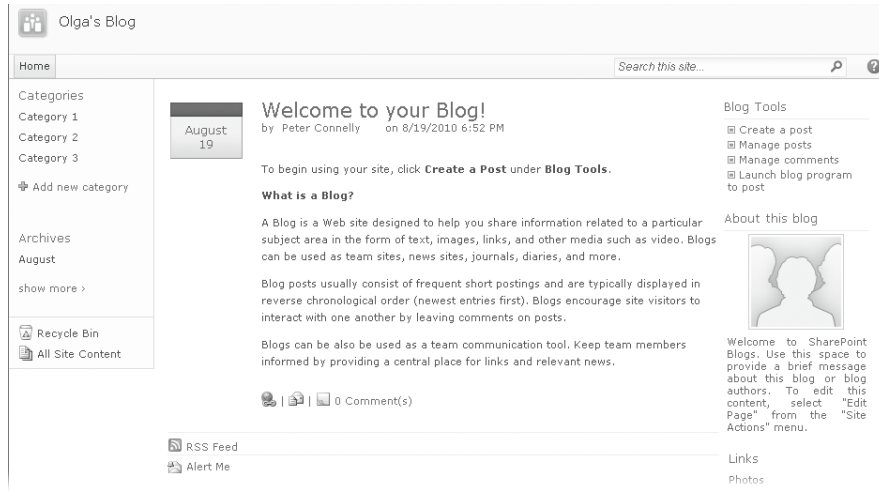 Olga's Blog
Home
Search this site...
Categories
Category 1
Category 2
Category 3
Add new category
Archives
August
show more ›
Recycle Bin
All Site Content
August
19
Welcome to your Blog!
by Peter Connelly on 8/19/2010 6:52 PM
To begin using your site, click Create a Post under Blog Tools.
What is a Blog?
A Blog is a Web site designed to help you share information related to a particular
subject area in the form of text, images, links, and other media such as video. Blogs
can be used as team sites, news sites, journals, diaries, and more.
Blog posts usually consist of frequent short postings and are typically displayed in
reverse chronological order (newest entries first). Blogs encourage site visitors to
interact with one another by leaving comments on posts.
Blogs can be also be used as a team communication tool. Keep team members
informed by providing a central place for links and relevant news.
| | 0 Comment(s)
RSS Feed
Alert Me
Blog Tools
Create a post
Manage posts
Manage comments
Launch blog program
to post
About this blog
Welcome to SharePoint
Blogs. Use this space to
provide a brief message
about this blog or blog
authors. To edit this
content, select "Edit
Page" from the "Site
Actions" menu.
Links
Photos